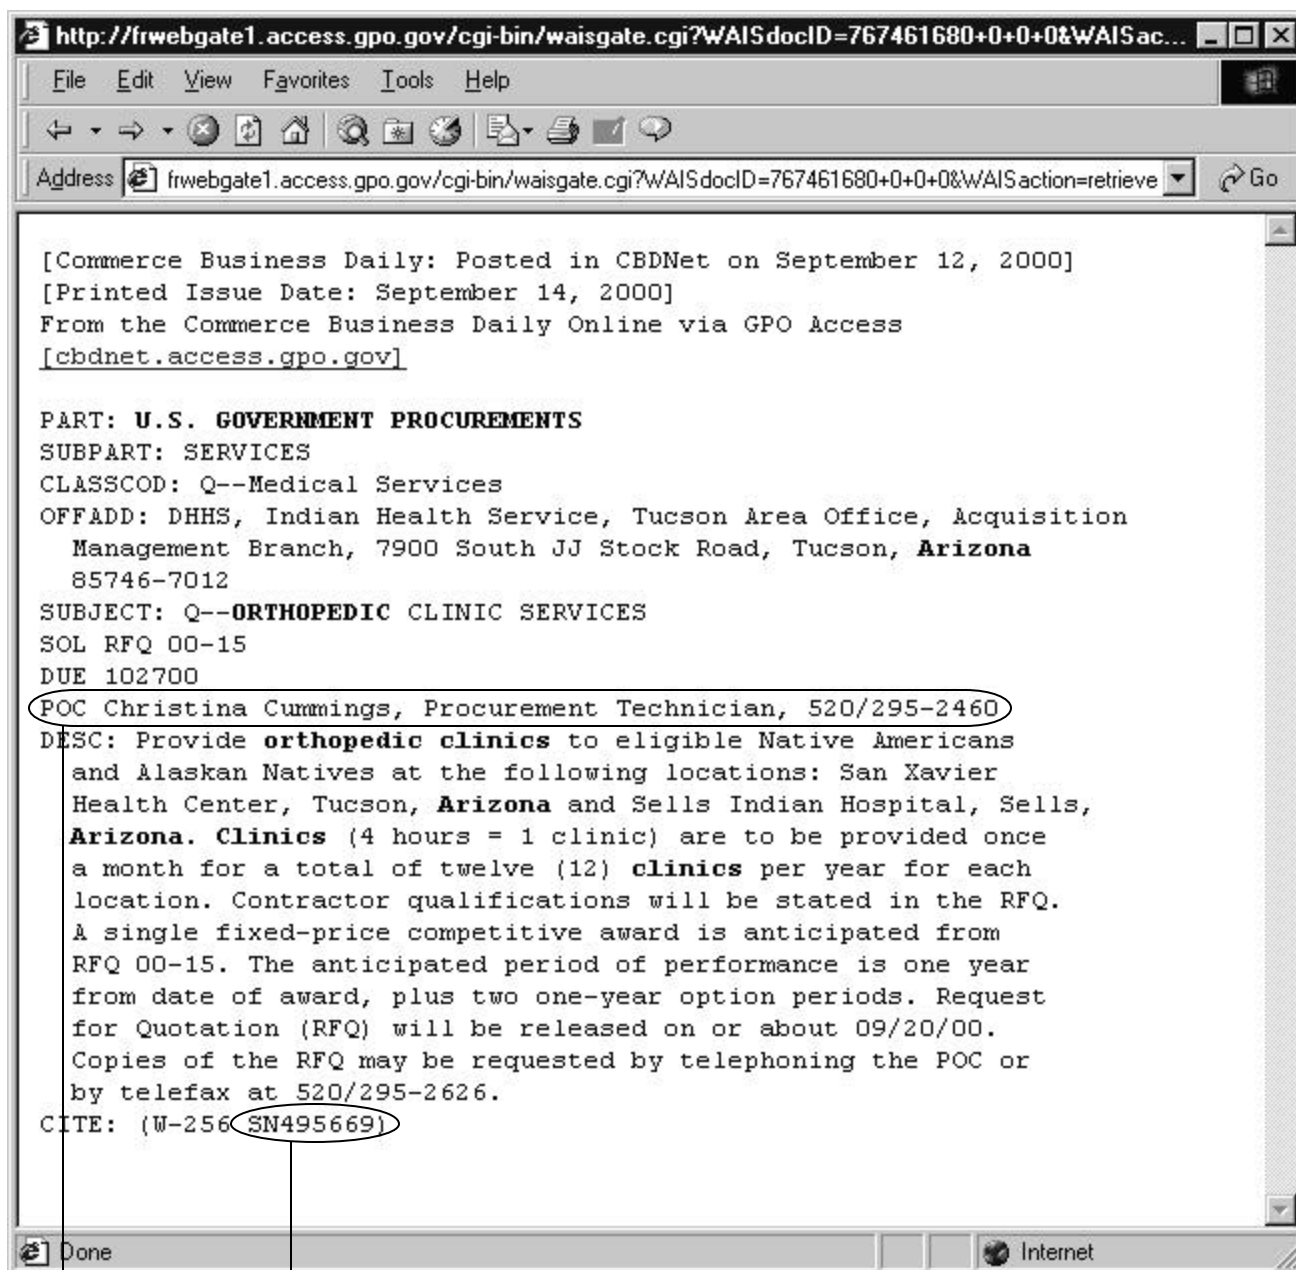 http://frwebgate1.access.gpo.gov/cgi-bin/waisgate.cgi?WAISdocID=767461680+0+0+0&WAISac...
File Edit View Favorites Tools Help
Address frwebgate1.access.gpo.gov/cgi-bin/waisgate.cgi?WAISdocID=767461680+0+0+0&WAISaction=retrieve Go
[Commerce Business Daily: Posted in CBDNet on September 12, 2000]
[Printed Issue Date: September 14, 2000]
From the Commerce Business Daily Online via GPO Access
[cbdnet.access.gpo.gov]
PART: U.S. GOVERNMENT PROCUREMENTS
SUBPART: SERVICES
CLASSCOD: Q--Medical Services
OFFADD: DHHS, Indian Health Service, Tucson Area Office, Acquisition
Management Branch, 7900 South JJ Stock Road, Tucson, Arizona
85746-7012
SUBJECT: Q--ORTHOPEDIC CLINIC SERVICES
SOL RFQ 00-15
DUE 102700
POC Christina Cummings, Procurement Technician, 520/295-2460
DESC: Provide orthopedic clinics to eligible Native Americans
and Alaskan Natives at the following locations: San Xavier
Health Center, Tucson, Arizona and Sells Indian Hospital, Sells,
Arizona. Clinics (4 hours = 1 clinic) are to be provided once
a month for a total of twelve (12) clinics per year for each
location. Contractor qualifications will be stated in the RFQ.
A single fixed-price competitive award is anticipated from
RFQ 00-15. The anticipated period of performance is one year
from date of award, plus two one-year option periods. Request
for Quotation (RFQ) will be released on or about 09/20/00.
Copies of the RFQ may be requested by telephoning the POC or
by telefax at 520/295-2626.
CITE: (W-256 SN495669)
Done Internet